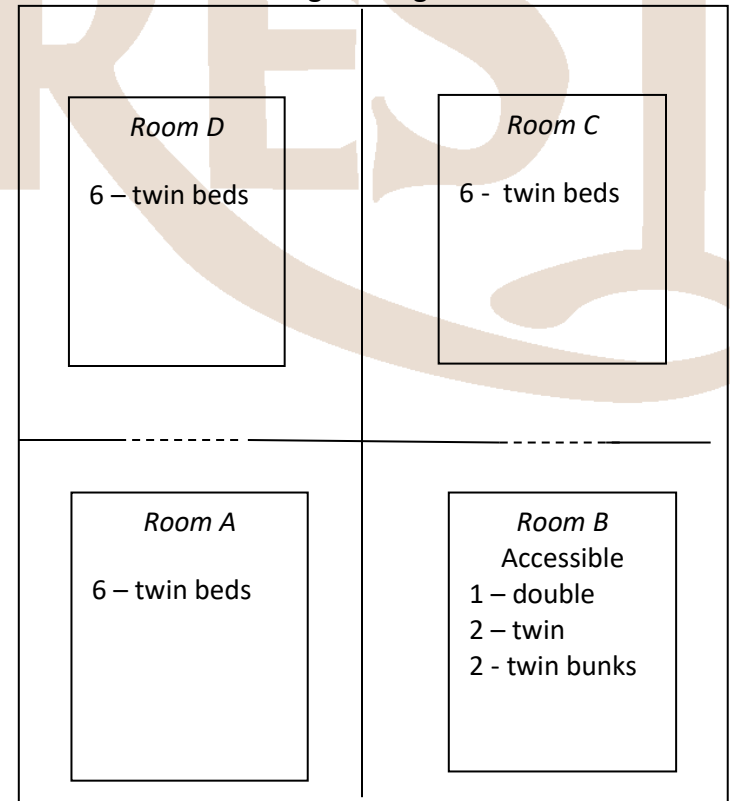 Room D
6 – twin beds
Room C
6 - twin beds
Room A
6 – twin beds
Room B
Accessible
1 – double
2 – twin
2 - twin bunks